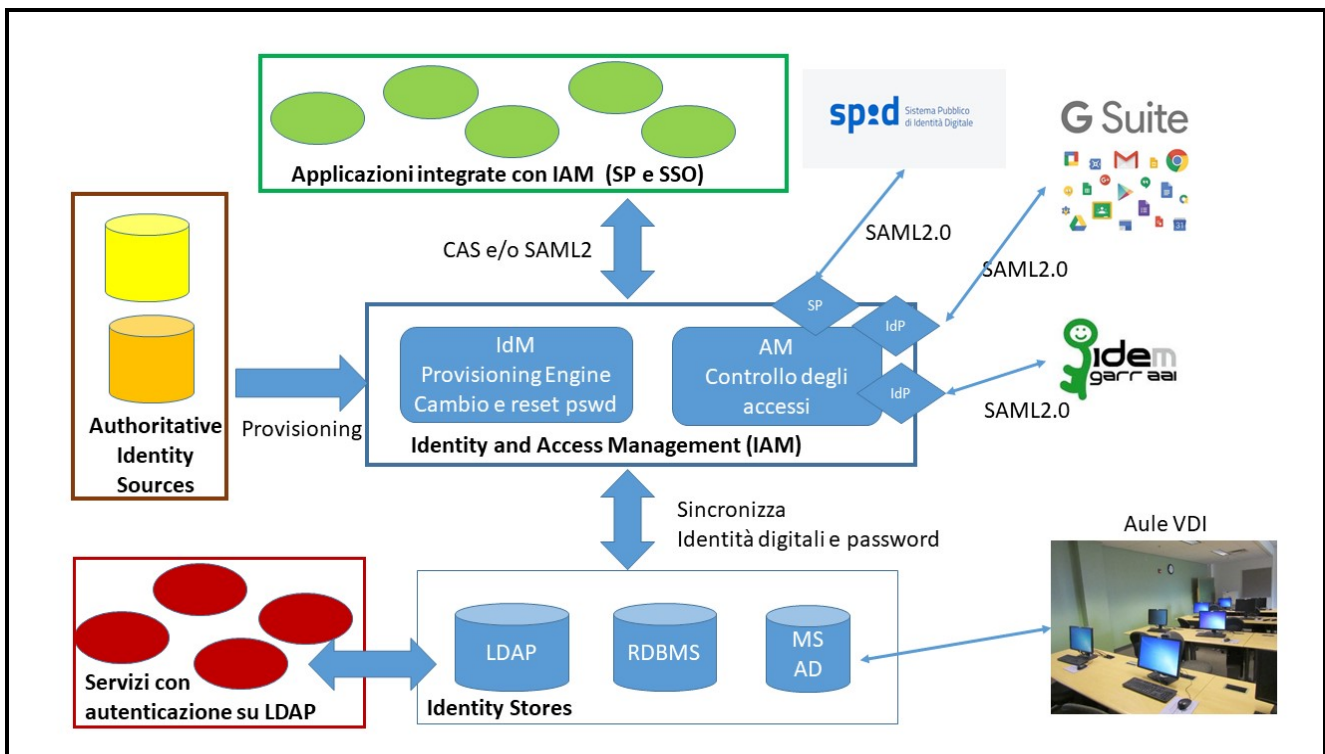 spid
Sistema Pubblico
di Identità Digitale
G Suite
Applicazioni integrate con IAM (SP e SSO)
CAS e/o SAML2
SAML2.0
SAML2.0
SP
IdP
IdM
Provisioning Engine
Cambio e reset pswd
AM
Controllo degli
accessi
IdP
idem
garr aai
SAML2.0
Authoritative
Identity
Sources
Provisioning
Identity and Access Management (IAM)
Sincronizza
Identità digitali e password
Aule VDI
LDAP
RDBMS
MS
AD
Servizi con
autenticazione su LDAP
Identity Stores